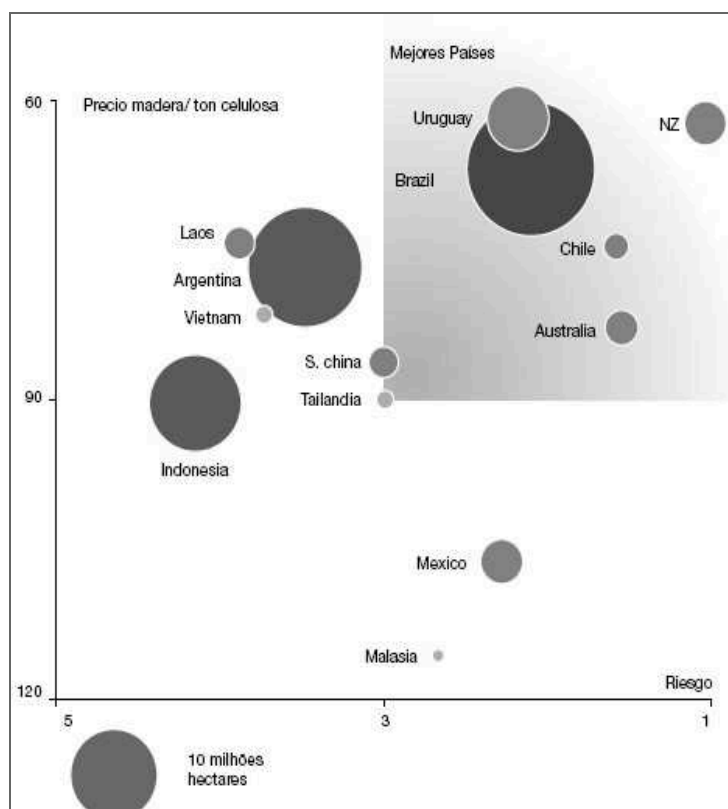 Mejores Países
60
Precio madera/ ton celulosa
Uruguay
NZ
Brazil
Laos
Chile
Argentina
Vietnam
Australia
S. china
90
Tailandia
Indonesia
Mexico
Malasia
Riesgo
120
5
3
1
10 milhões
hectares